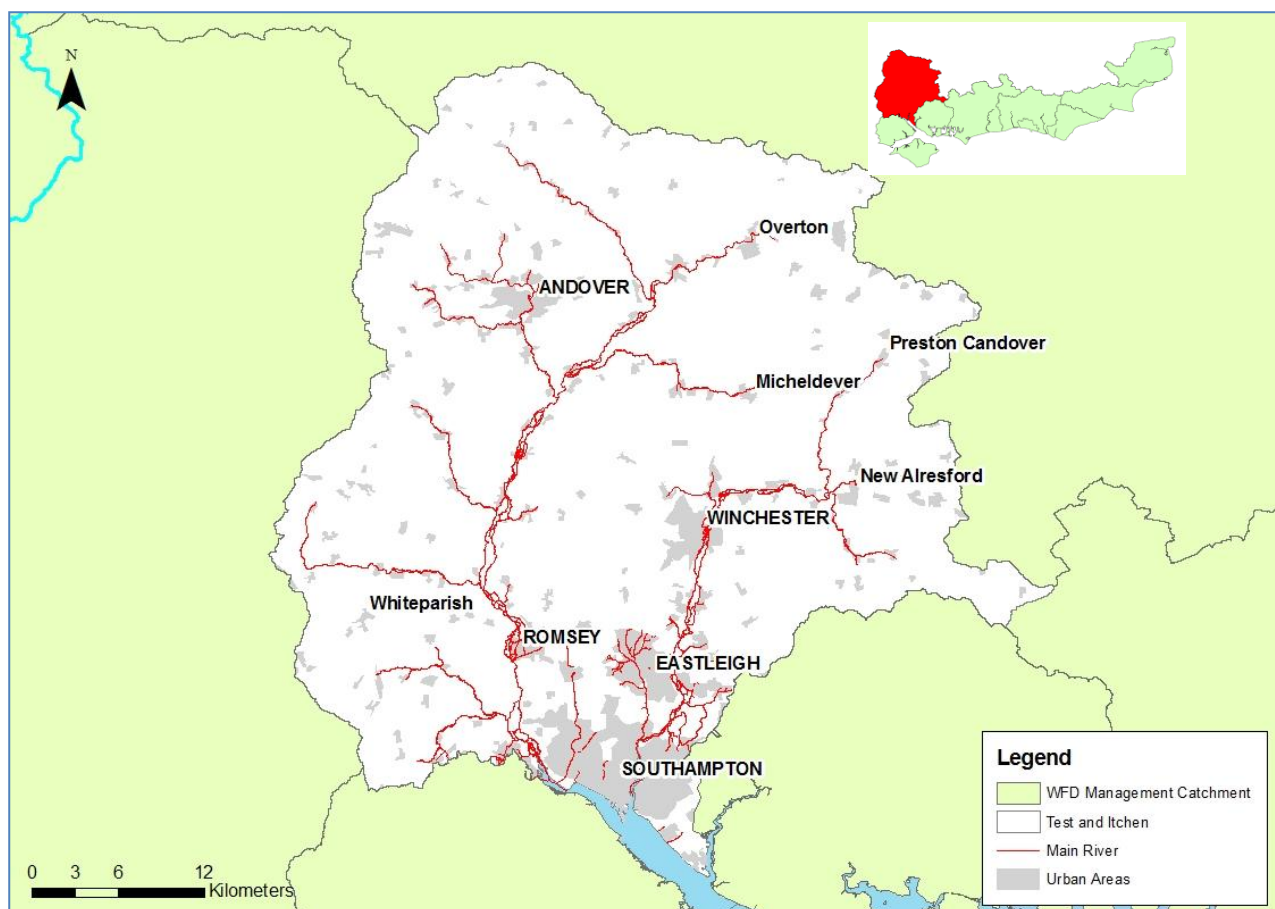 N
Overton
ANDOVER
Preston Candover
Micheldever
New Alresford
WINCHESTER
Whiteparish
ROMSEY
EASTLEIGH
SOUTHAMPTON
Legend
WFD Management Catchment
Test and Itchen
Main River
Urban Areas
0 3 6 12
Kilometers